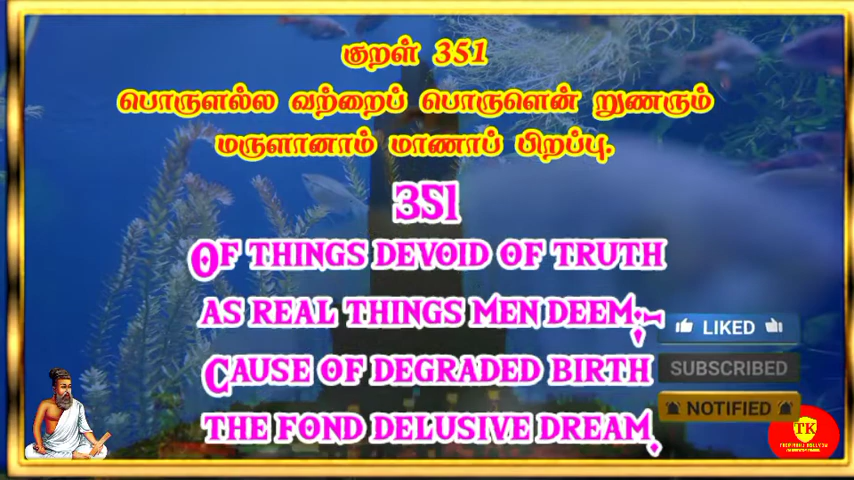 குறள் 351
பொருளல்ல வற்றைப் பொருளென் றுணரும்
மருளானாம் மாணாப் பிறப்பு.
351
OF THINGS DEVOID OF TRUTH
AS REAL THINGS MEN DEEM;-
CAUSE OF DEGRADED BIRTH
THE FOND DELUSIVE DREAM.
LIKED
SUBSCRIBED
NOTIFIED
TK